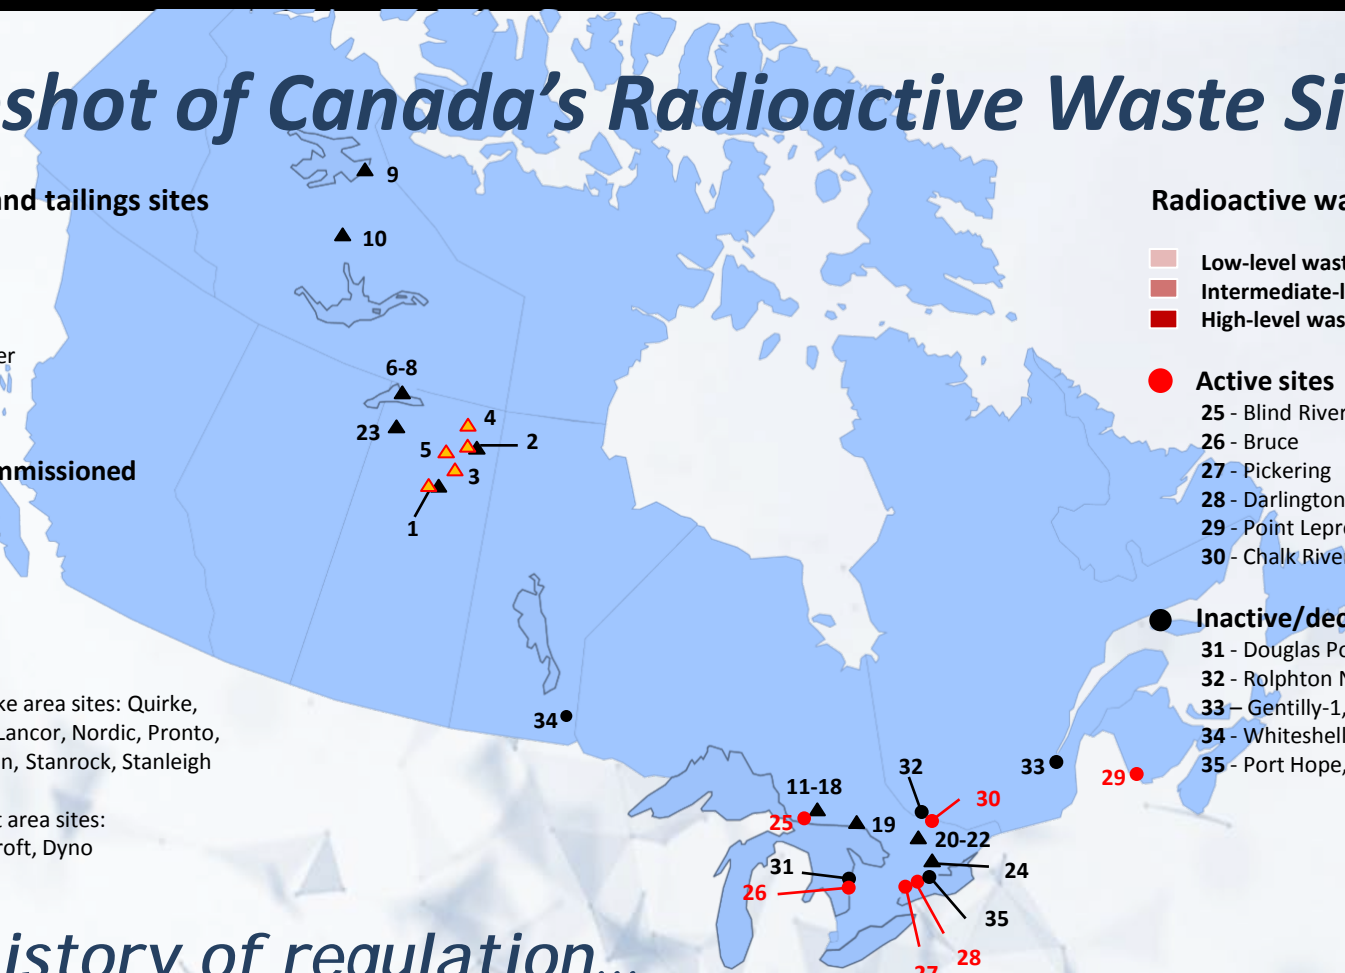 shot of Canada's Radioactive Waste Si
and tailings sites
er
mmissioned
ke area sites: Quirke,
Lancor, Nordic, Pronto,
n, Stanrock, Stanleigh
t area sites:
roft, Dyno
9
10
6-8
23
4
5
2
3
1
34
33
32
30
29
11-18
25
19
20-22
31
24
26
35
28
27
Radioactive wa
Low-level wast
Intermediate-l
High-level was
Active sites
25 - Blind River
26 - Bruce
27 - Pickering
28 - Darlington
29 - Point Lepr
30 - Chalk Rive
Inactive/dec
31 - Douglas Po
32 - Rolphton N
33 – Gentilly-1,
34 - Whiteshell
35 - Port Hope,
istory of regulation...